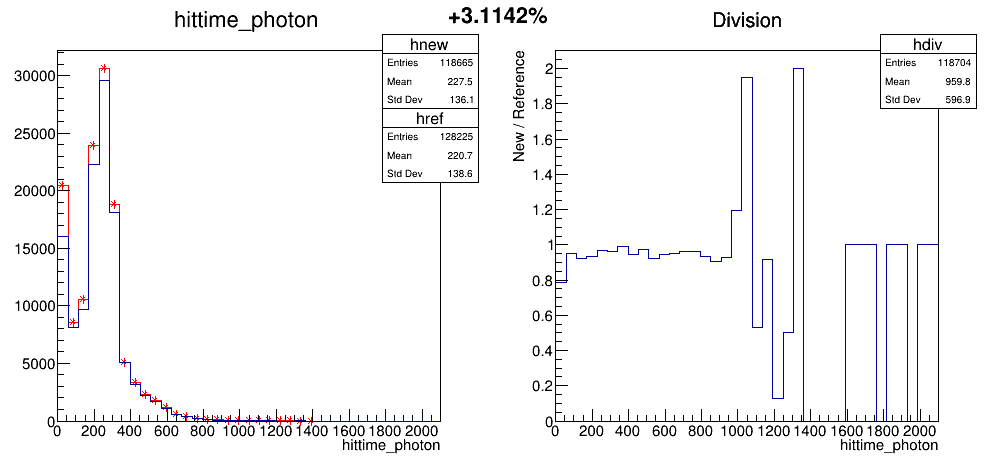 +3.1142%
hittime_photon
hnew
Entries 118665
Mean 227.5
Std Dev 136.1
href
Entries 128225
Mean 220.7
Std Dev 138.6
30000
25000
20000
15000
10000
5000
0
0 200 400 600 800 1000 1200 1400 1600 1800 2000
hittime_photon
Division
hdiv
Entries 118704
Mean 959.8
Std Dev 596.9
New / Reference
2
1.8
1.6
1.4
1.2
1
0.8
0.6
0.4
0.2
0
0 200 400 600 800 1000 1200 1400 1600 1800 2000
hittime_photon